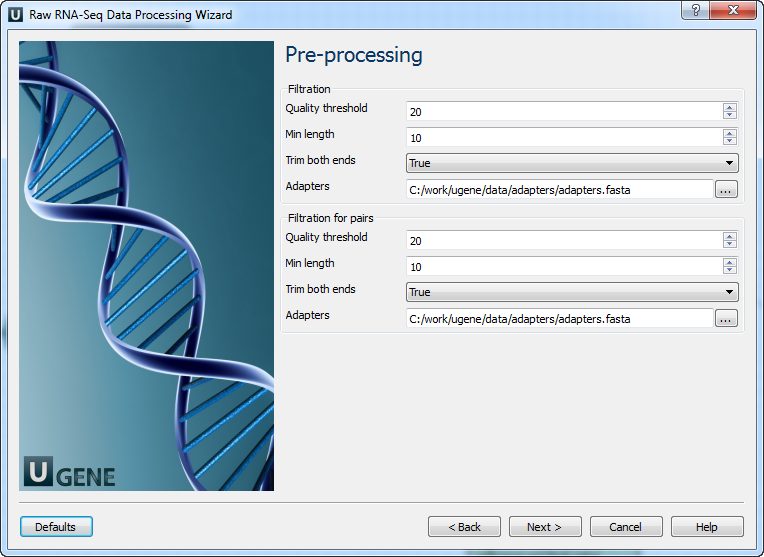 U Raw RNA-Seq Data Processing Wizard ?
Pre-processing
Filtration
Quality threshold 20
Min length 10
Trim both ends True
Adapters C:/work/ugene/data/adapters/adapters.fasta ...
Filtration for pairs
Quality threshold 20
Min length 10
Trim both ends True
Adapters C:/work/ugene/data/adapters/adapters.fasta ...
U GENE
Defaults < Back Next > Cancel Help